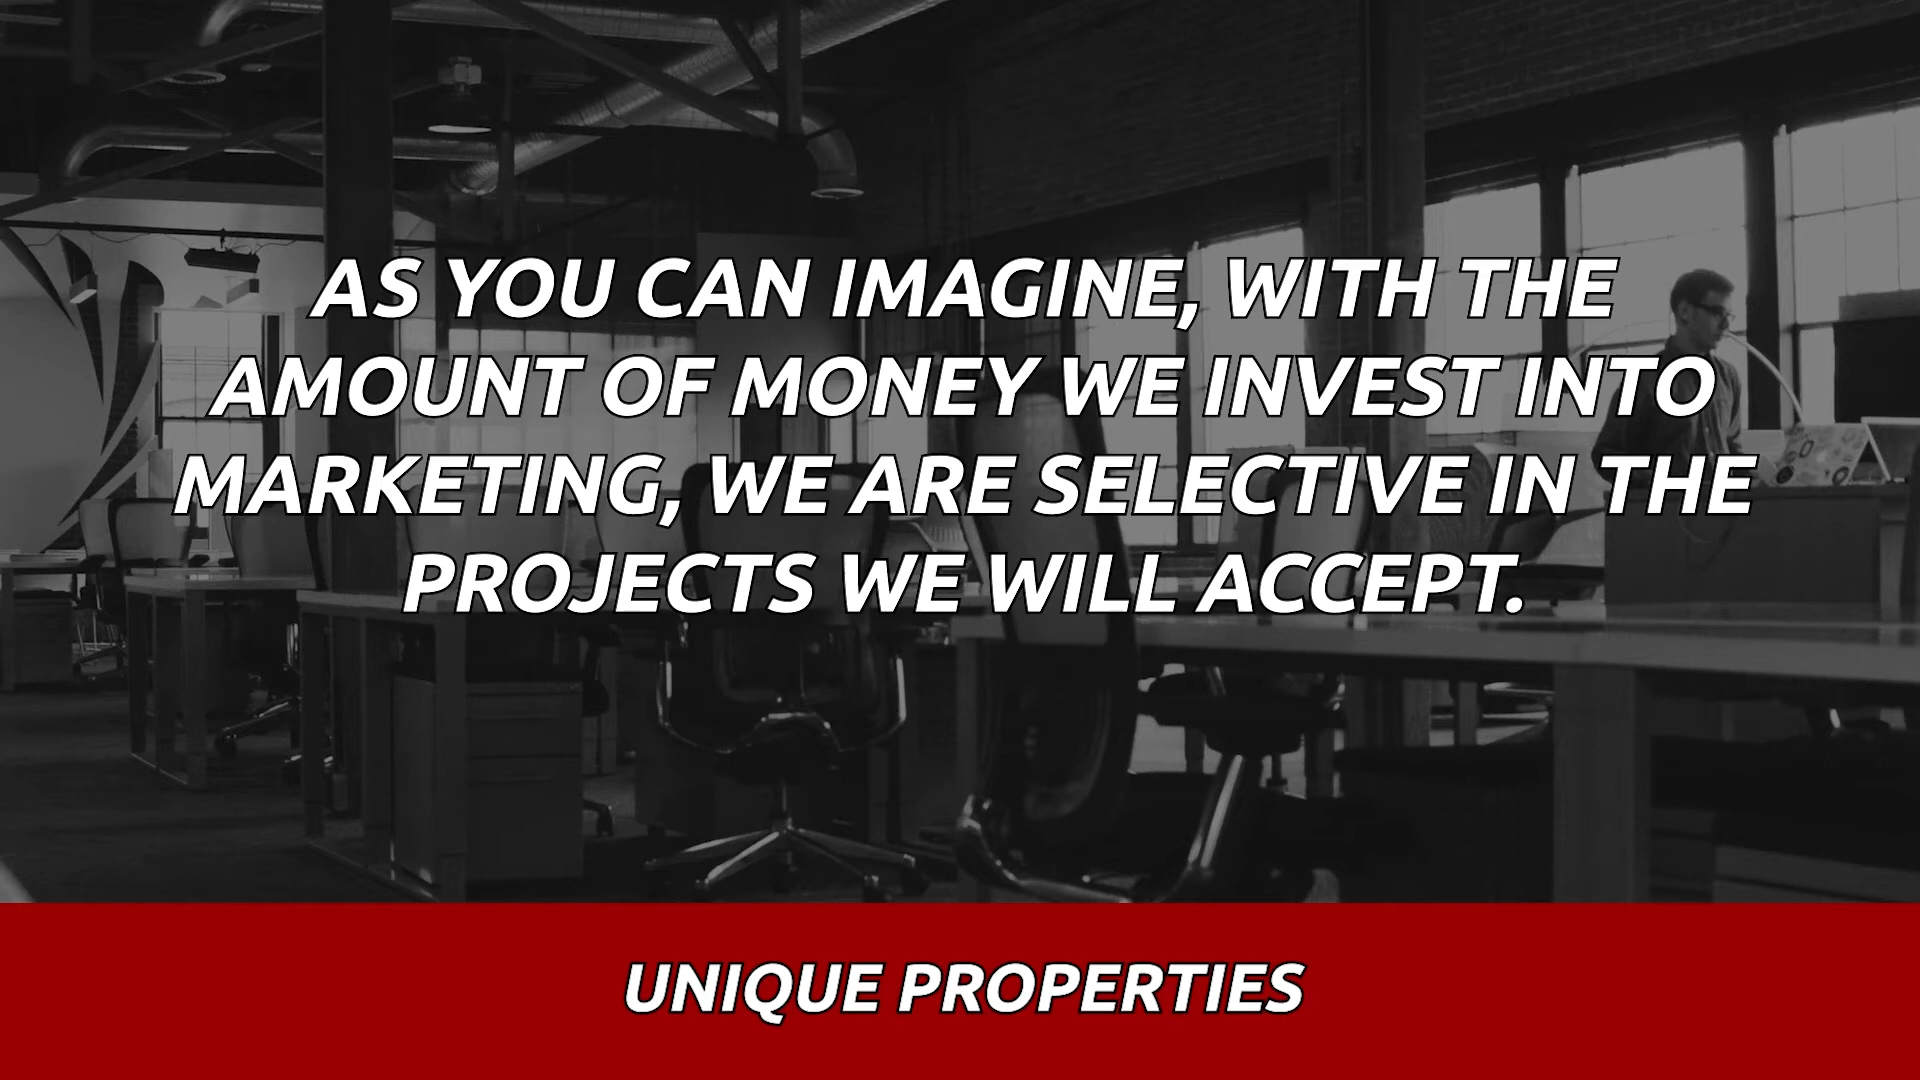 AS YOU CAN IMAGINE, WITH THE
AMOUNT OF MONEY WE INVEST INTO
MARKETING, WE ARE SELECTIVE IN THE
PROJECTS WE WILL ACCEPT.
UNIQUE PROPERTIES